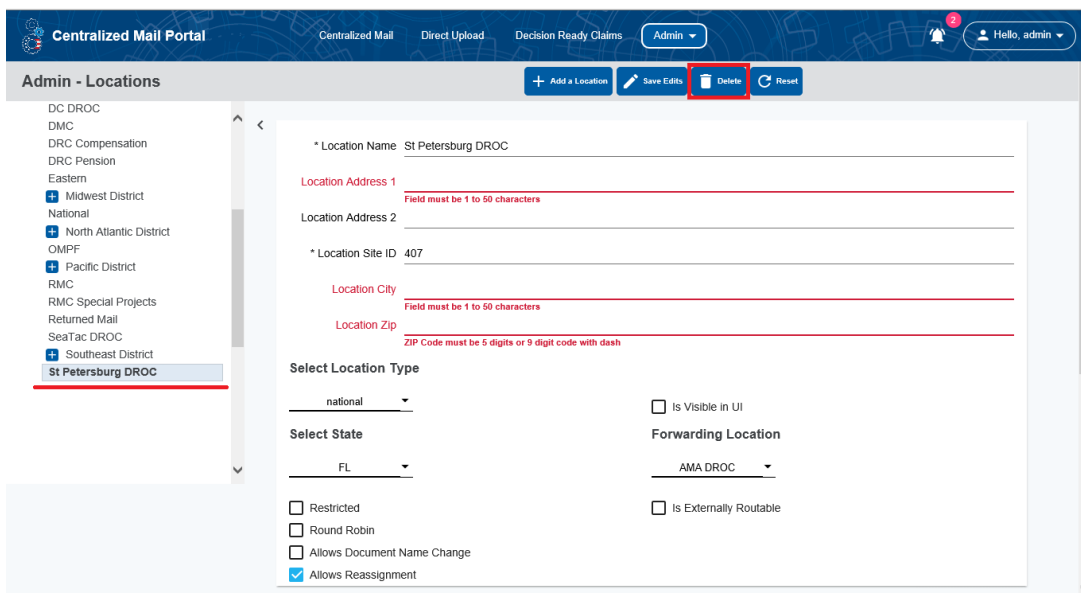 2
Centralized Mail Portal Centralized Mail Direct Upload Decision Ready Claims Admin Hello, admin
Admin - Locations Add a Location Save Edits Delete Reset
DC DROC
DMC
DRC Compensation
DRC Pension
Eastern
Midwest District
National
North Atlantic District
OMPF
Pacific District
RMC
RMC Special Projects
Returned Mail
SeaTac DROC
Southeast District
St Petersburg DROC
* Location Name St Petersburg DROC
Location Address 1
Field must be 1 to 50 characters
Location Address 2
* Location Site ID 407
Location City
Field must be 1 to 50 characters
Location Zip
ZIP Code must be 5 digits or 9 digit code with dash
Select Location Type
national Is Visible in UI
Select State Forwarding Location
FL AMA DROC
Restricted Is Externally Routable
Round Robin
Allows Document Name Change
Allows Reassignment